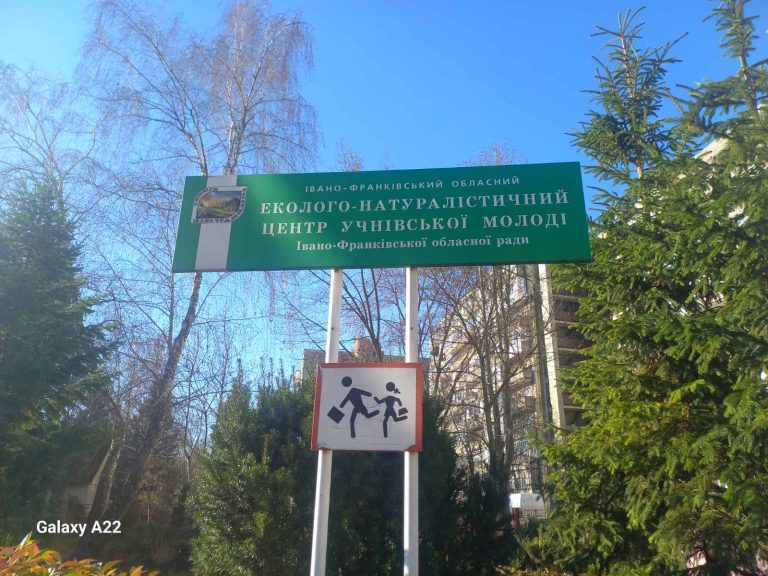 ІВАНО-ФРАНКІВСЬКИЙ ОБЛАСНИЙ
ЕКОЛОГО-НАТУРАЛІСТИЧНИЙ
ЦЕНТР УЧНІВСЬКОЇ МОЛОДІ
Івано-Франківської обласної ради
Galaxy A22